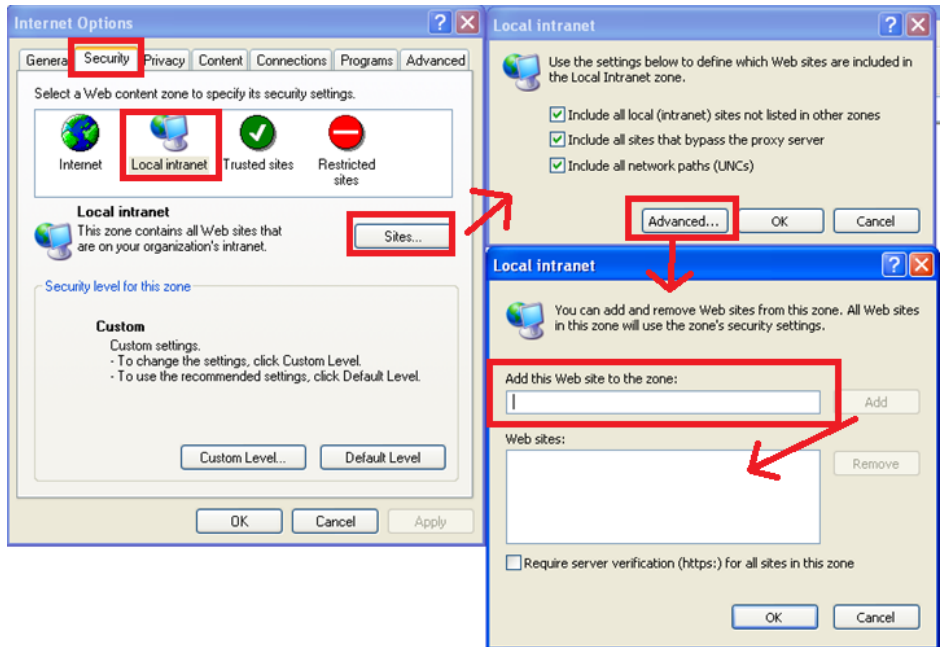 Internet Options
General Security Privacy Content Connections Programs Advanced
Select a Web content zone to specify its security settings.
Internet
Local intranet
Trusted sites
Restricted
sites
Local intranet
This zone contains all Web sites that
are on your organization's intranet.
Sites...
Security level for this zone
Custom
Custom settings.
- To change the settings, click Custom Level.
- To use the recommended settings, click Default Level.
Custom Level...
Default Level
OK
Cancel
Apply
Local intranet
Use the settings below to define which Web sites are included in
the Local Intranet zone.
Include all local (intranet) sites not listed in other zones
Include all sites that bypass the proxy server
Include all network paths (UNCs)
Advanced...
OK
Cancel
Local intranet
You can add and remove Web sites from this zone. All Web sites
in this zone will use the zone's security settings.
Add this Web site to the zone:
Add
Web sites:
Remove
Require server verification (https:) for all sites in this zone
OK
Cancel